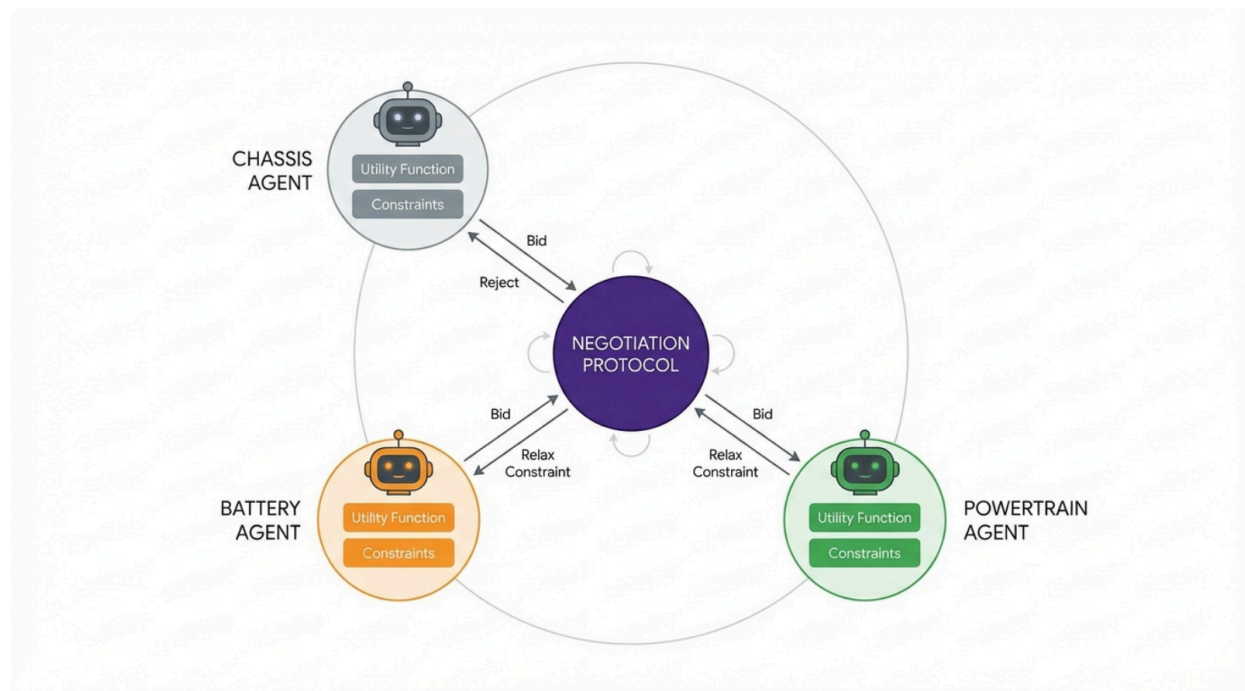 CHASSIS
AGENT
Utility Function
Constraints
Bid
Reject
NEGOTIATION
PROTOCOL
Bid
Relax
Constraint
Bid
Relax
Constraint
BATTERY
AGENT
Utility Function
Constraints
Utility Function
Constraints
POWERTRAIN
AGENT